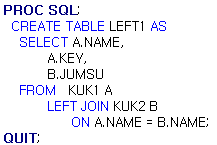 PROC SQL;
CREATE TABLE LEFT1 AS
SELECT A.NAME,
A.KEY,
B.JUMSU
FROM KUK1 A
LEFT JOIN KUK2 B
ON A.NAME = B.NAME;
QUIT;